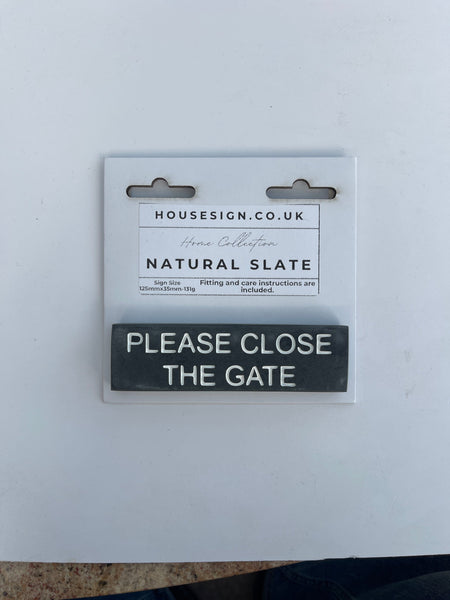 HOUSESIGN.CO.UK
Home Collection
NATURAL SLATE
Sign Size
125mmx35mm-131g
Fitting and care instructions are
included.
PLEASE CLOSE
THE GATE